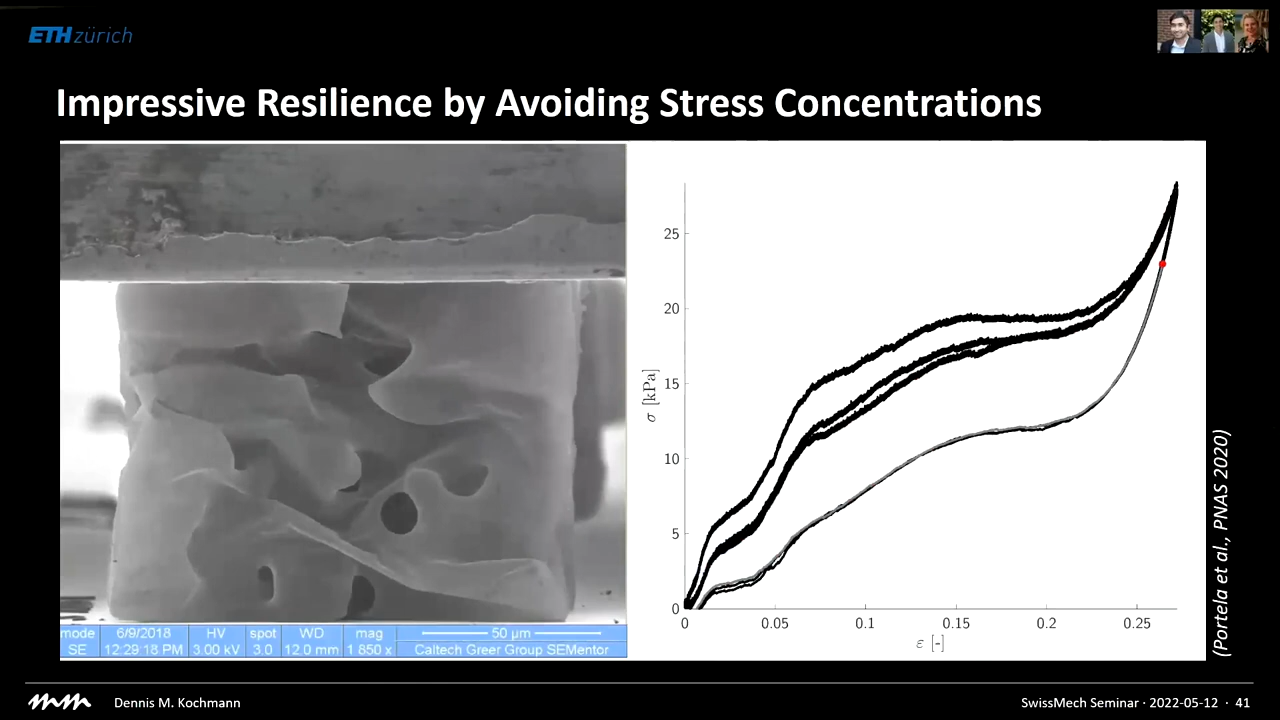 ETH zürich
Impressive Resilience by Avoiding Stress Concentrations
mode 6/9/2018 HV spot WD mag 50 µm
SE 12:29:18 PM 3.00 kV 3.0 12.0 mm 1 850 x Caltech Greer Group SEMentor
25
20
15
10
5
0
σ [kPa]
0 0.05 0.1 0.15 0.2 0.25
ε [-]
(Portela et al., PNAS 2020)
Dennis M. Kochmann
SwissMech Seminar · 2022-05-12 · 41